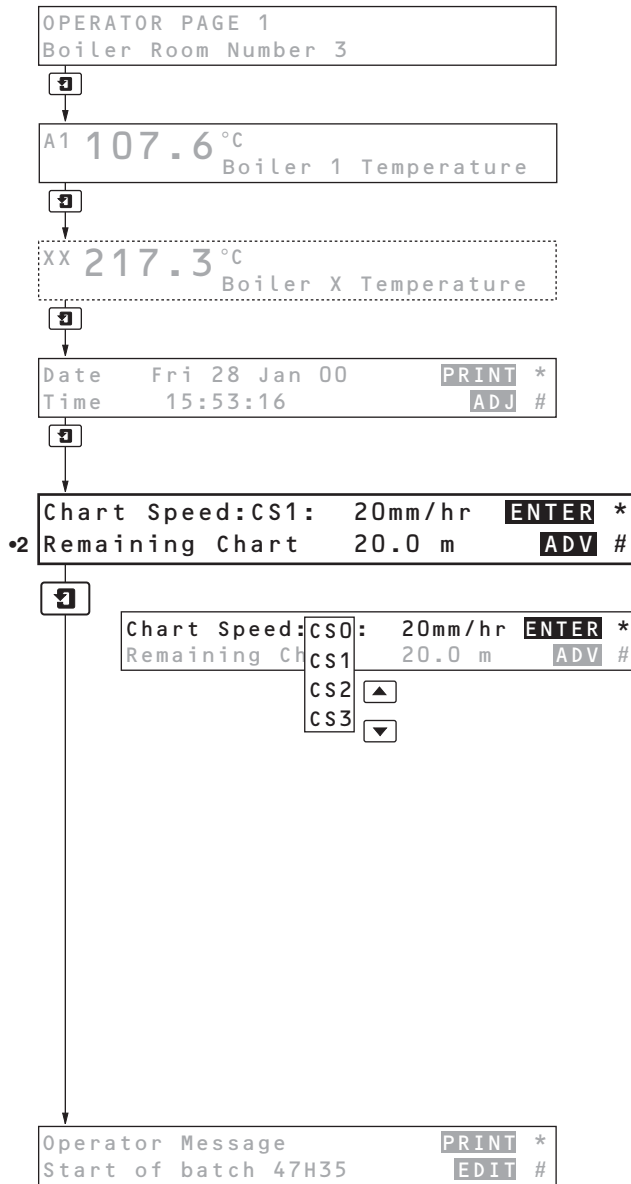 OPERATOR PAGE 1
Boiler Room Number 3
A1 107.6 °C
Boiler 1 Temperature
XX 217.3 °C
Boiler X Temperature
Date Fri 28 Jan 00 PRINT *
Time 15:53:16 ADJ #
Chart Speed:CS1: 20mm/hr ENTER *
•2 Remaining Chart 20.0 m ADV #
Chart Speed:CS0: 20mm/hr ENTER *
Remaining Ch CS1 20.0 m ADV #
CS2
CS3
Operator Message PRINT *
Start of batch 47H35 EDIT #